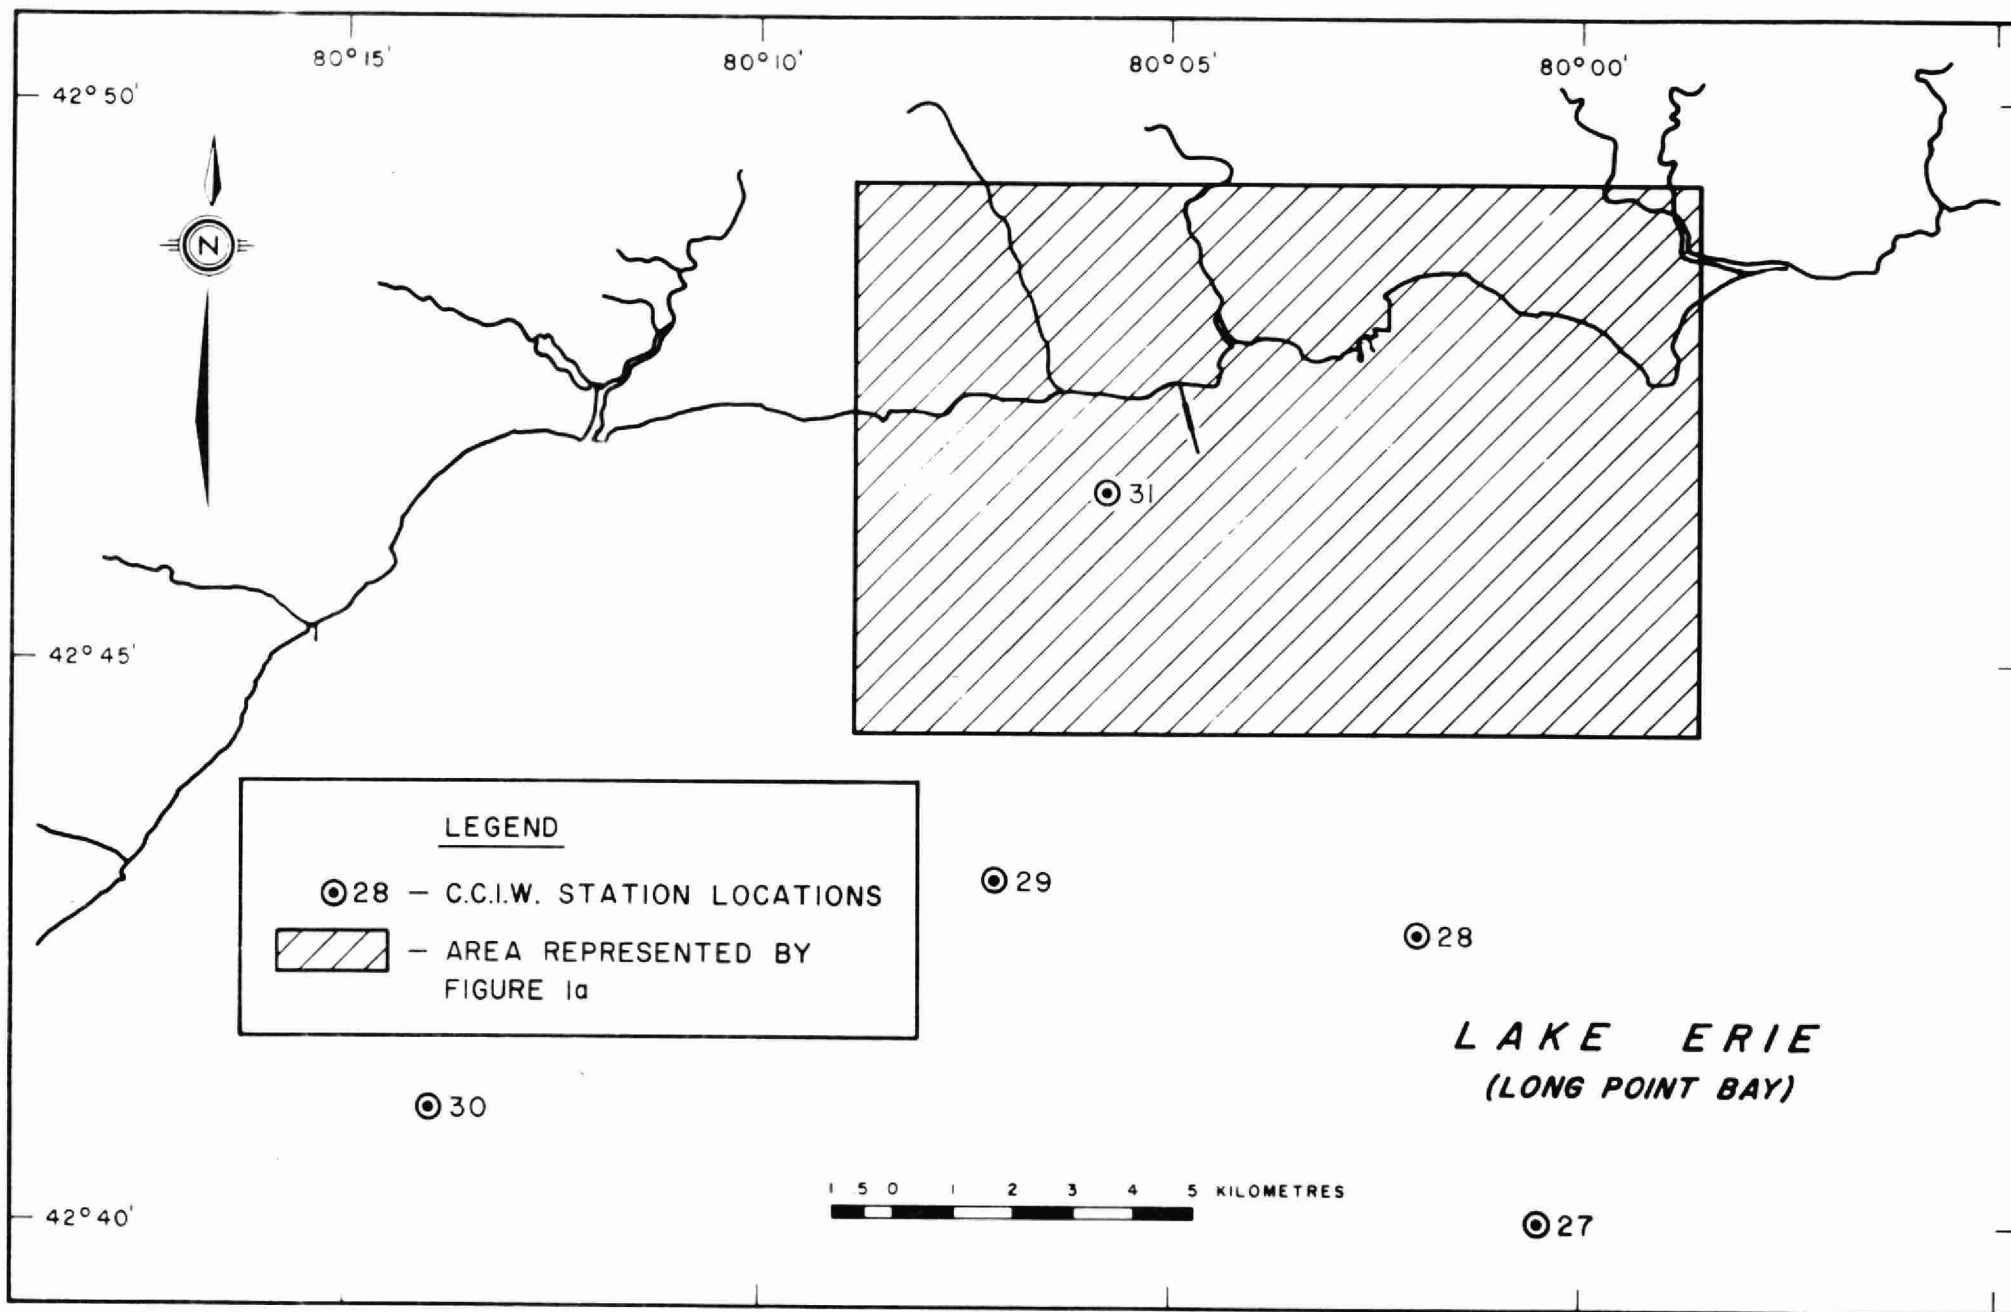 80°15' 80°10' 80°05' 80°00'
42°50'
N
31
42°45'
LEGEND
28 — C.C.I.W. STATION LOCATIONS
— AREA REPRESENTED BY
FIGURE 1a
29
28
LAKE ERIE
(LONG POINT BAY)
30
1 .5 0 1 2 3 4 5 KILOMETRES
42°40'
27